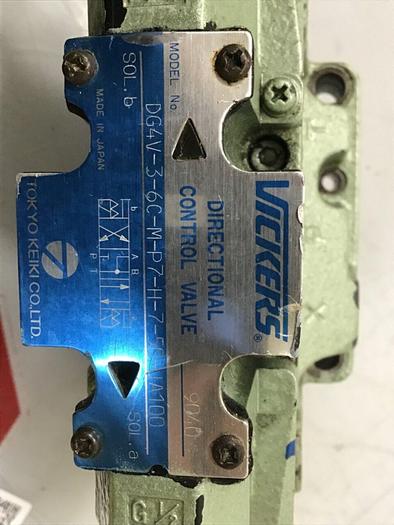 VICKERS
DIRECTIONAL
CONTROL VALVE
MODEL No.
DG4V-3-6C-M-P7-H-7-
JA100
9010
SOL.b
SOL.a
b
A B
P T
MADE IN JAPAN
TOKYO KEIKI CO.,LTD.
X
G